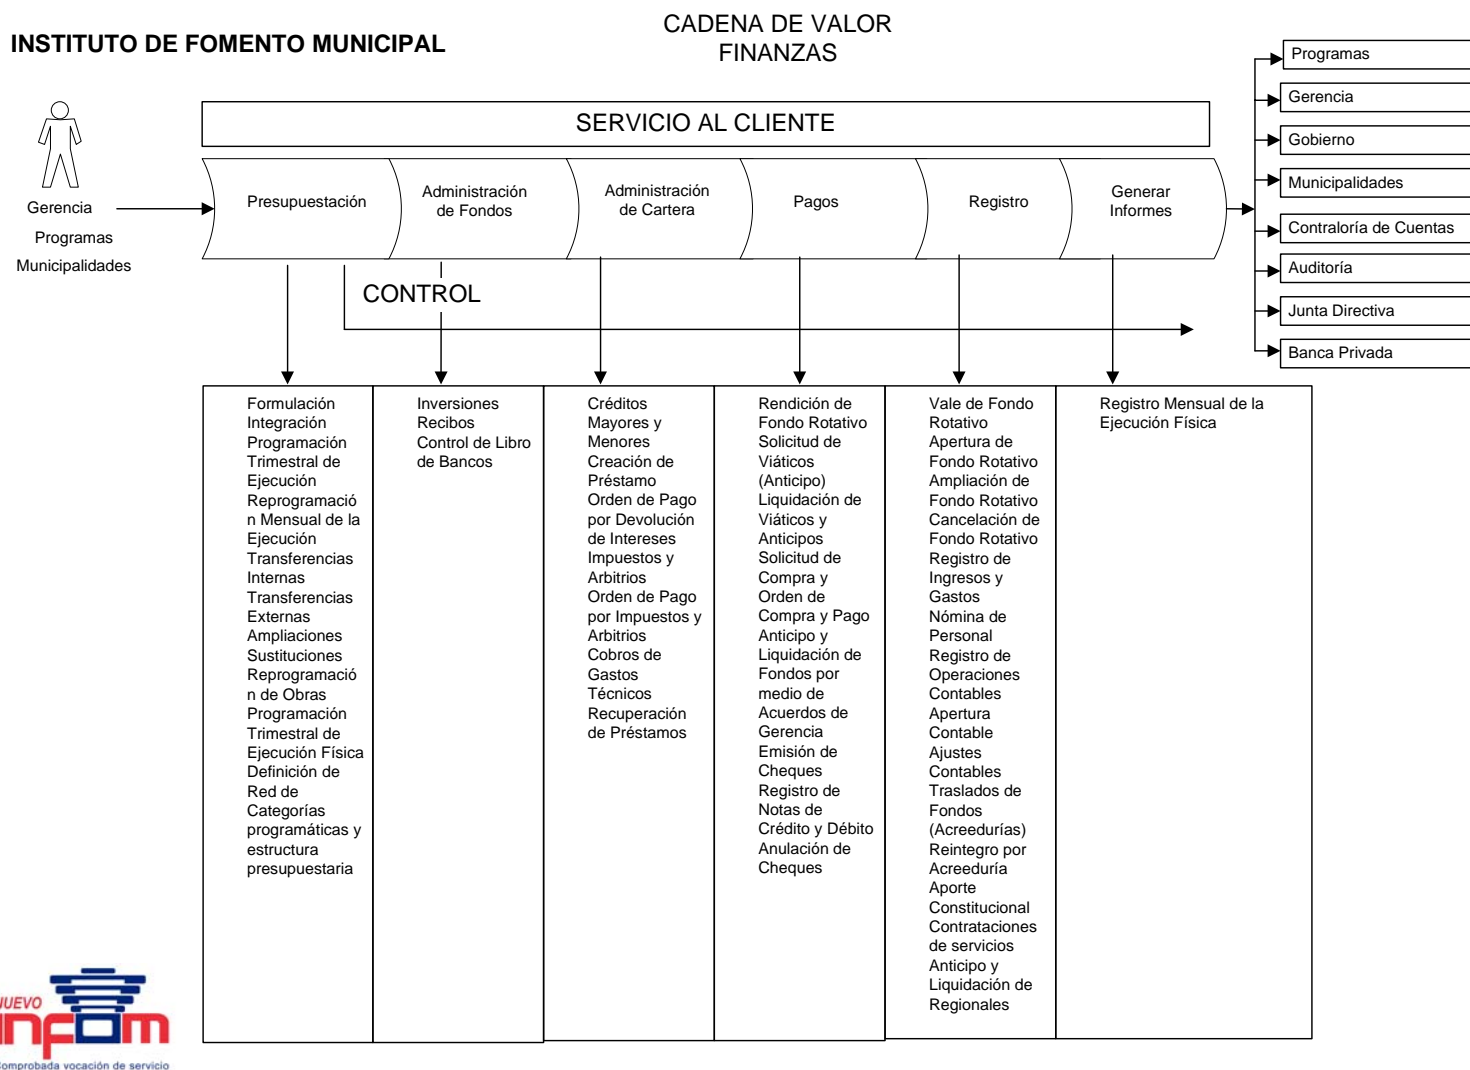 CADENA DE VALOR
FINANZAS
INSTITUTO DE FOMENTO MUNICIPAL
SERVICIO AL CLIENTE
Gerencia
Programas
Municipalidades
Presupuestación
Administración
de Fondos
Administración
de Cartera
Pagos
Registro
Generar
Informes
Programas
Gerencia
Gobierno
Municipalidades
Contraloría de Cuentas
Auditoría
Junta Directiva
Banca Privada
CONTROL
Formulación
Integración
Programación
Trimestral de
Ejecución
Reprogramació
n Mensual de la
Ejecución
Transferencias
Internas
Transferencias
Externas
Ampliaciones
Sustituciones
Reprogramació
n de Obras
Programación
Trimestral de
Ejecución Física
Definición de
Red de
Categorías
programáticas y
estructura
presupuestaria
Inversiones
Recibos
Control de Libro
de Bancos
Créditos
Mayores y
Menores
Creación de
Préstamo
Orden de Pago
por Devolución
de Intereses
Impuestos y
Arbitrios
Orden de Pago
por Impuestos y
Arbitrios
Cobros de
Gastos
Técnicos
Recuperación
de Préstamos
Rendición de
Fondo Rotativo
Solicitud de
Viáticos
(Anticipo)
Liquidación de
Viáticos y
Anticipos
Solicitud de
Compra y
Orden de
Compra y Pago
Anticipo y
Liquidación de
Fondos por
medio de
Acuerdos de
Gerencia
Emisión de
Cheques
Registro de
Notas de
Crédito y Débito
Anulación de
Cheques
Vale de Fondo
Rotativo
Apertura de
Fondo Rotativo
Ampliación de
Fondo Rotativo
Cancelación de
Fondo Rotativo
Registro de
Ingresos y
Gastos
Nómina de
Personal
Registro de
Operaciones
Contables
Apertura
Contable
Ajustes
Contables
Traslados de
Fondos
(Acreedurías)
Reintegro por
Acreeduría
Aporte
Constitucional
Contrataciones
de servicios
Anticipo y
Liquidación de
Regionales
Registro Mensual de la
Ejecución Física
NUEVO
infom
Comprobada vocación de servicio